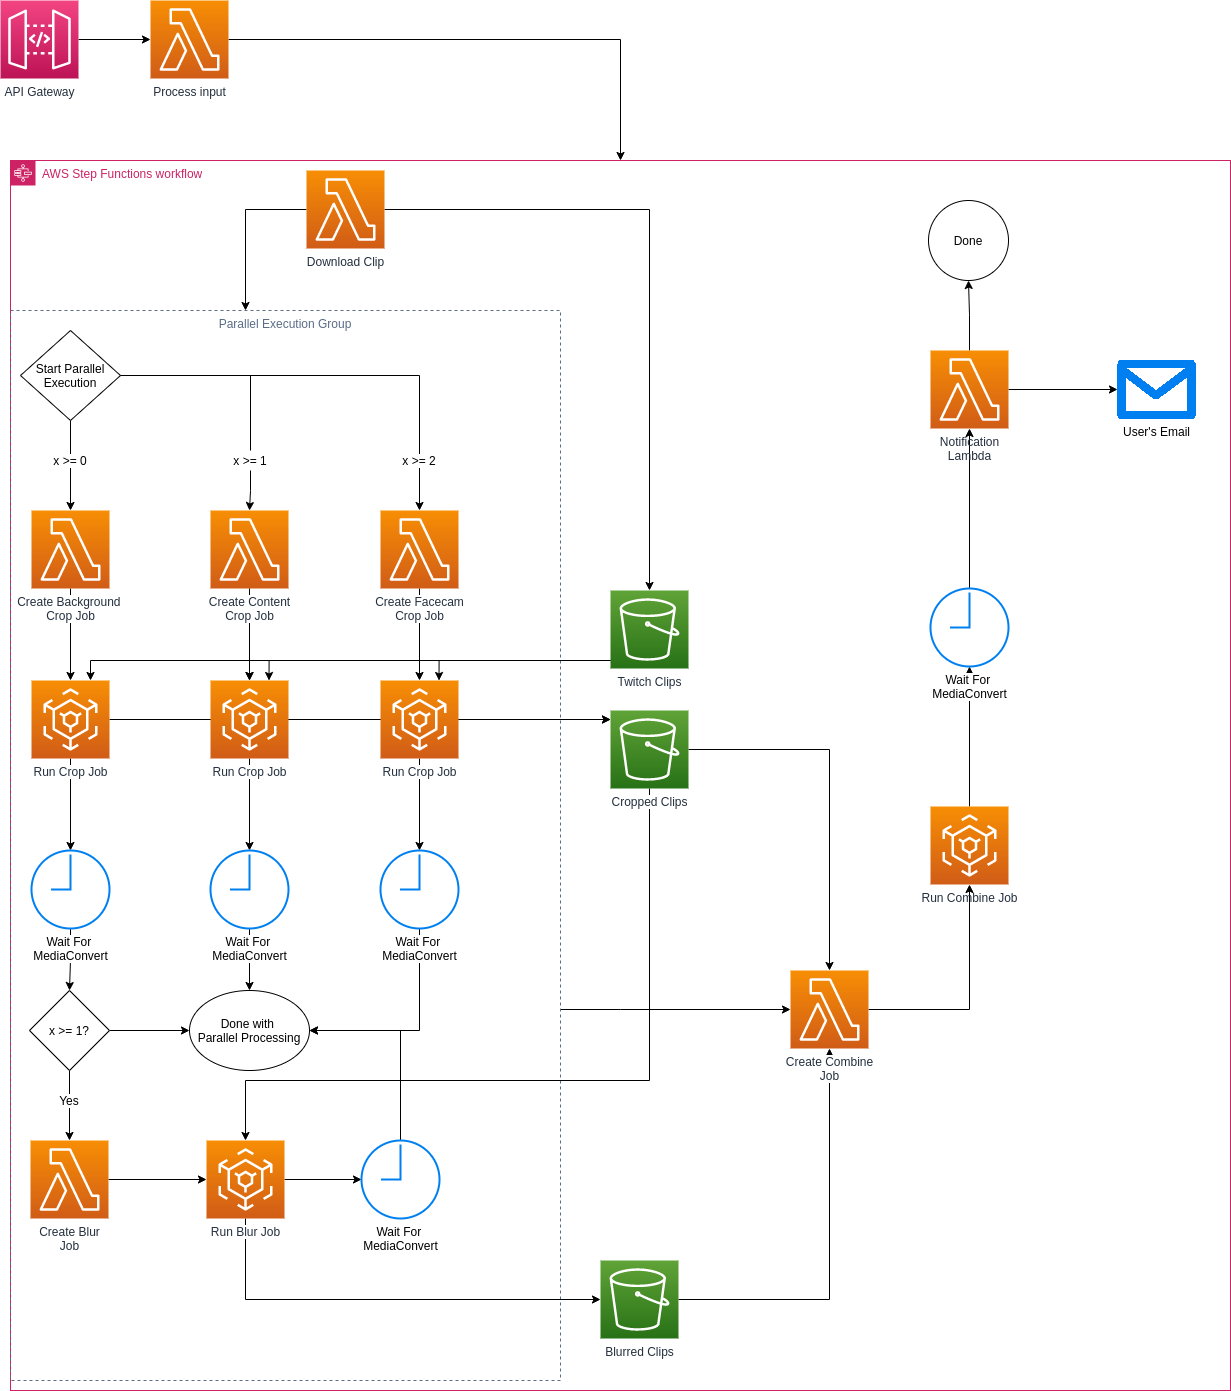 API Gateway
Process input
AWS Step Functions workflow
Download Clip
Done
Parallel Execution Group
Start Parallel
Execution
User's Email
Notification
Lambda
x >= 0
x >= 1
x >= 2
Create Background
Crop Job
Create Content
Crop Job
Create Facecam
Crop Job
Twitch Clips
Wait For
MediaConvert
Run Crop Job
Run Crop Job
Run Crop Job
Cropped Clips
Run Combine Job
Wait For
MediaConvert
Wait For
MediaConvert
Wait For
MediaConvert
x >= 1?
Done with
Parallel Processing
Create Combine
Job
Yes
Create Blur
Job
Run Blur Job
Wait For
MediaConvert
Blurred Clips